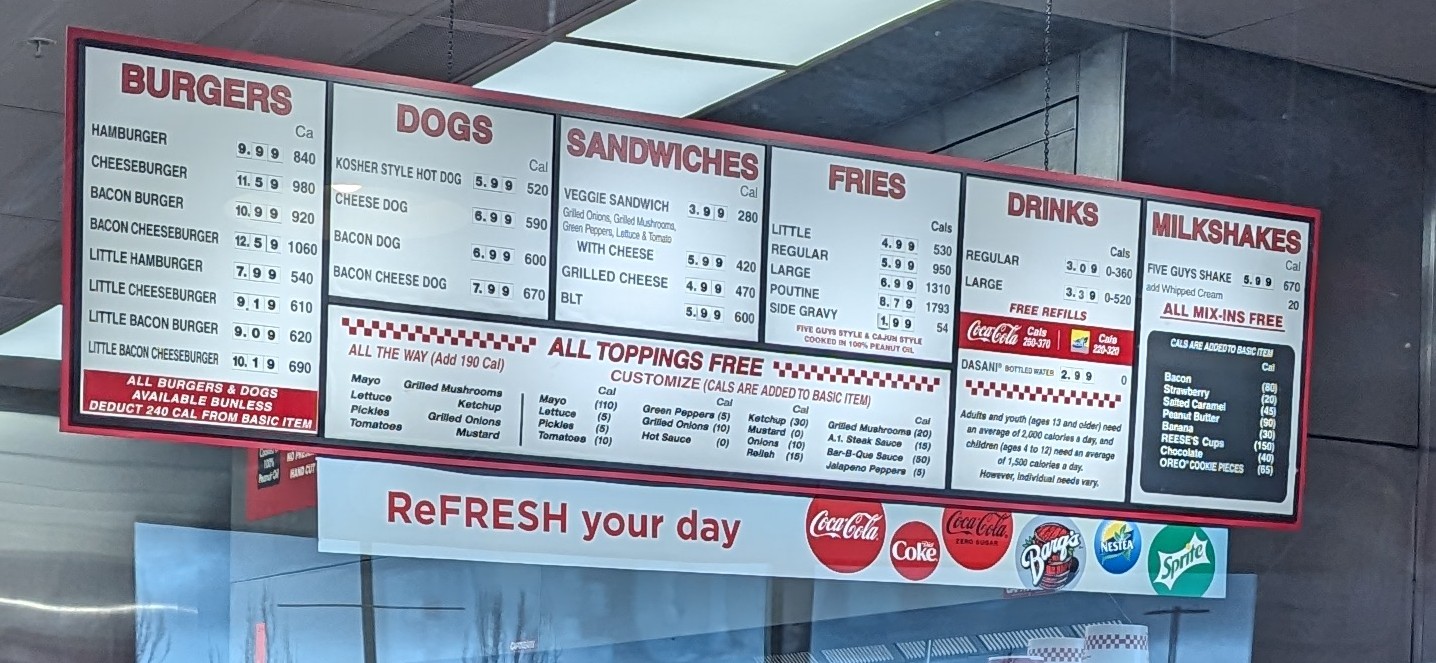 BURGERS
Ca
HAMBURGER 9.99 840
CHEESEBURGER 11.59 980
BACON BURGER 10.99 920
BACON CHEESEBURGER 12.59 1060
LITTLE HAMBURGER 7.99 540
LITTLE CHEESEBURGER 9.19 610
LITTLE BACON BURGER 9.09 620
LITTLE BACON CHEESEBURGER 10.19 690
ALL BURGERS & DOGS
AVAILABLE BUNLESS
DEDUCT 240 CAL FROM BASIC ITEM
DOGS
Cal
KOSHER STYLE HOT DOG 5.99 520
CHEESE DOG 6.99 590
BACON DOG 6.99 600
BACON CHEESE DOG 7.99 670
SANDWICHES
Cal
VEGGIE SANDWICH 3.99 280
Grilled Onions, Grilled Mushrooms,
Green Peppers, Lettuce & Tomato
WITH CHEESE 5.99 420
GRILLED CHEESE 4.99 470
BLT 5.99 600
FRIES
Cals
LITTLE 4.99 530
REGULAR 5.99 950
LARGE 6.99 1310
POUTINE 8.79 1793
SIDE GRAVY 1.99 54
FIVE GUYS STYLE & CAJUN STYLE
COOKED IN 100% PEANUT OIL
ALL TOPPINGS FREE
ALL THE WAY (Add 190 Cal)
Mayo Grilled Mushrooms
Lettuce Ketchup
Pickles Grilled Onions
Tomatoes Mustard
CUSTOMIZE (CALS ARE ADDED TO BASIC ITEM)
Cal
Mayo (110)
Lettuce (5)
Pickles (5)
Tomatoes (10)
Cal
Green Peppers (5)
Grilled Onions (10)
Hot Sauce (0)
Cal
Ketchup (30)
Mustard (0)
Onions (10)
Relish (15)
Cal
Grilled Mushrooms (20)
A.1. Steak Sauce (15)
Bar-B-Que Sauce (50)
Jalapeno Peppers (5)
DRINKS
Cals
REGULAR 3.09 0-360
LARGE 3.39 0-520
FREE REFILLS
Coca-Cola Cals 260-370 Cals 220-320
DASANI® BOTTLED WATER 2.99 0
Adults and youth (ages 13 and older) need
an average of 2,000 calories a day, and
children (ages 4 to 12) need an average
of 1,500 calories a day.
However, individual needs vary.
MILKSHAKES
Cal
FIVE GUYS SHAKE 5.99 670
add Whipped Cream 20
ALL MIX-INS FREE
CALS ARE ADDED TO BASIC ITEM
Cal
Bacon (80)
Strawberry (20)
Salted Caramel (45)
Peanut Butter (90)
Banana (30)
REESE'S Cups (150)
Chocolate (40)
OREO® COOKIE PIECES (65)
100%
Peanut Oil
HAND CUT
ReFRESH your day
Coca-Cola
Diet Coke
Coca-Cola
ZERO SUGAR
Barq's
NESTEA
Sprite